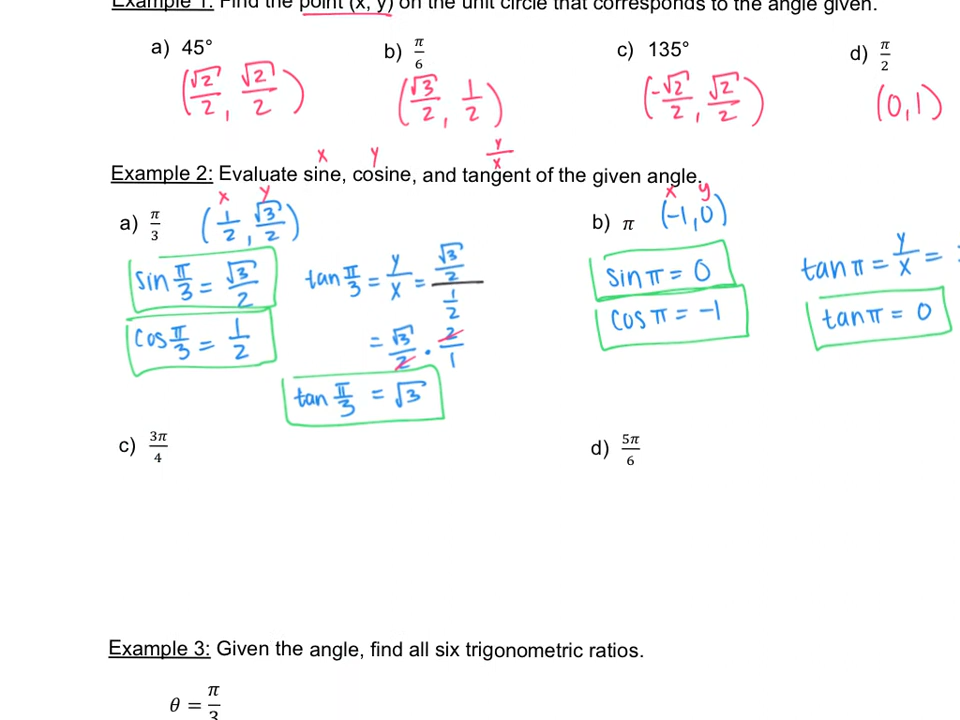 Example 1: Find the point (x, y) on the unit circle that corresponds to the angle given.
a) 45° b) π/6 c) 135° d) π/2
(√2/2, √2/2) (√3/2, 1/2) (-√2/2, √2/2) (0,1)
x y y/x
Example 2: Evaluate sine, cosine, and tangent of the given angle.
x y x y
a) π/3 (1/2, √3/2) b) π (-1,0)
sin π/3 = √3/2 tan π/3 = y/x = √3/2 / 1/2 sin π = 0 tan π = y/x =
cos π/3 = 1/2 = √3/2 · 2/1 cos π = -1 tan π = 0
tan π/3 = √3
c) 3π/4 d) 5π/6
Example 3: Given the angle, find all six trigonometric ratios.
θ = π/3